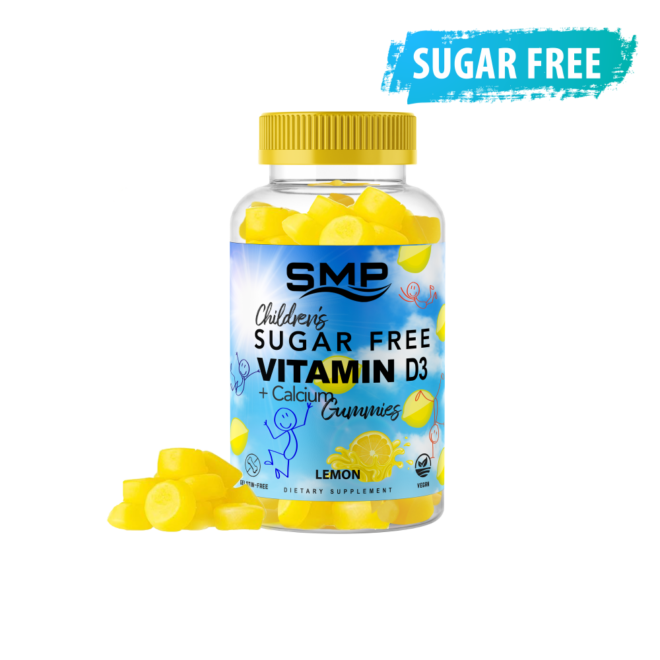 SUGAR FREE
SMP
Children's
SUGAR FREE
VITAMIN D3
+ Calcium
Gummies
LEMON
DIETARY SUPPLEMENT
VEGAN